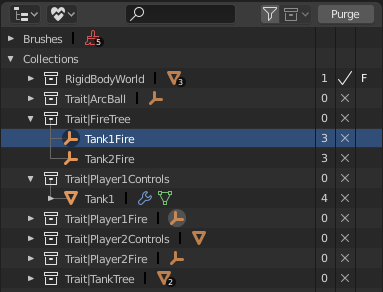 Purge
Brushes 5
Collections
RigidBodyWorld 3 1 F
Trait|ArcBall 0
Trait|FireTree 0
Tank1Fire 3
Tank2Fire 3
Trait|Player1Controls 0
Tank1 4
Trait|Player1Fire 0
Trait|Player2Controls 0
Trait|Player2Fire 0
Trait|TankTree 2 0